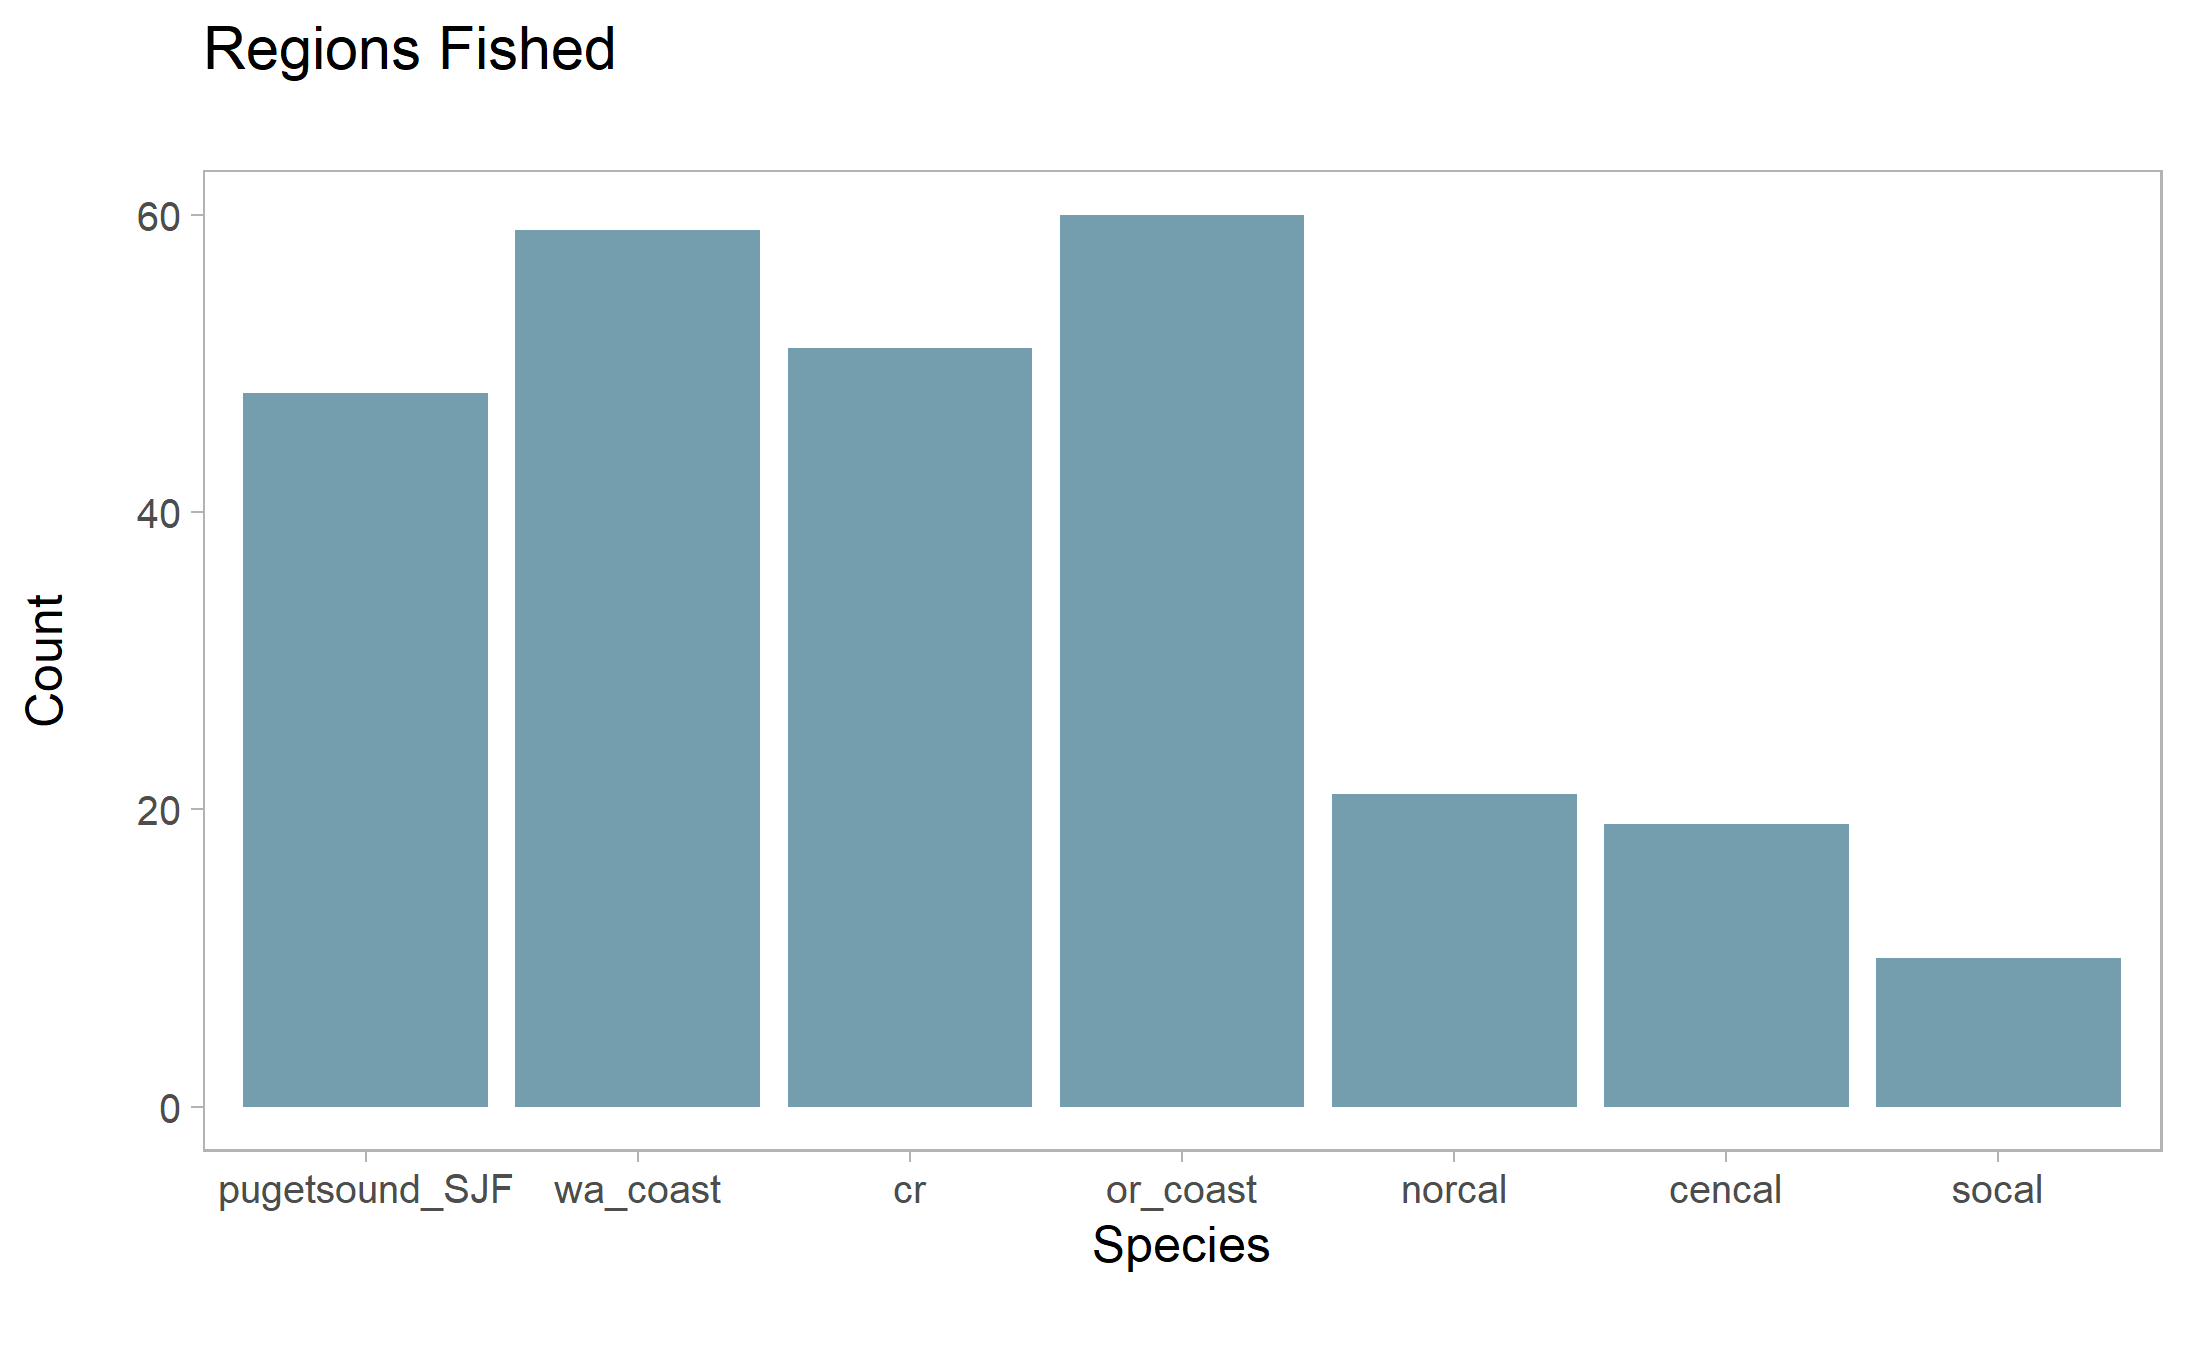 Regions Fished
60
40
20
0
Count
pugetsound_SJF wa_coast cr or_coast norcal cencal socal
Species